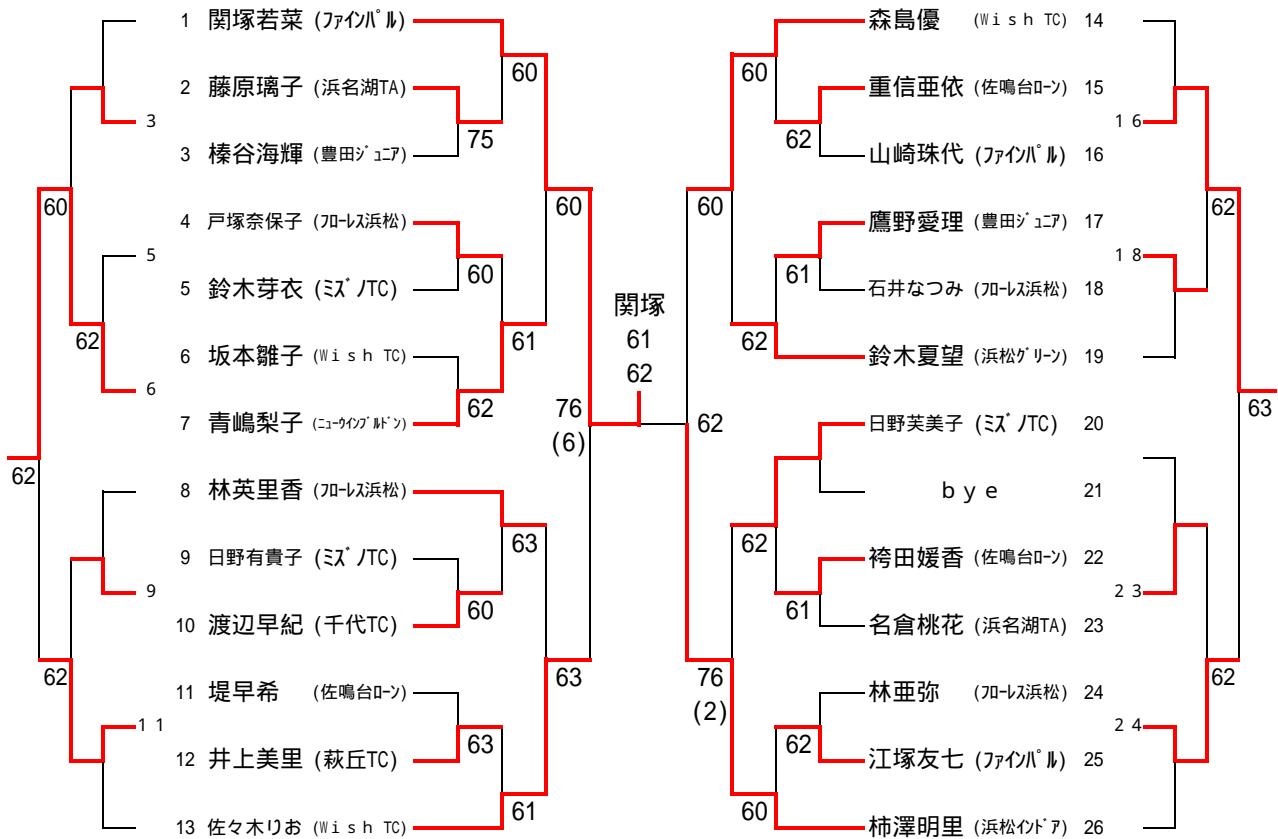 1 関塚若菜 (ファインパル) 森島優 (Ｗｉｓｈ TC) 14
60 60
2 藤原璃子 (浜名湖TA) 重信亜依 (佐鳴台ローン) 15
3 75 62 1 6
3 榛谷海輝 (豊田ジュニア) 山崎珠代 (ファインパル) 16
60 60 60 62
4 戸塚奈保子 (フローレス浜松) 鷹野愛理 (豊田ジュニア) 17
5 60 61 1 8
5 鈴木芽衣 (ミズノTC) 関塚 石井なつみ (フローレス浜松) 18
62 61 61 62
6 坂本雛子 (Ｗｉｓｈ TC) 62 鈴木夏望 (浜松グリーン) 19
6 62 76 62 63
7 青嶋梨子 (ニューウインブルドン) (6) 日野芙美子 (ミズノTC) 20
62
8 林英里香 (フローレス浜松) ｂｙｅ 21
63 62
9 日野有貴子 (ミズノTC) 袴田媛香 (佐鳴台ローン) 22
9 60 61 2 3
10 渡辺早紀 (千代TC) 名倉桃花 (浜名湖TA) 23
62 63 76 62
11 堤早希 (佐鳴台ローン) (2) 林亜弥 (フローレス浜松) 24
1 1 63 62 2 4
12 井上美里 (萩丘TC) 江塚友七 (ファインパル) 25
61 60
13 佐々木りお (Ｗｉｓｈ TC) 柿澤明里 (浜松インドア) 26